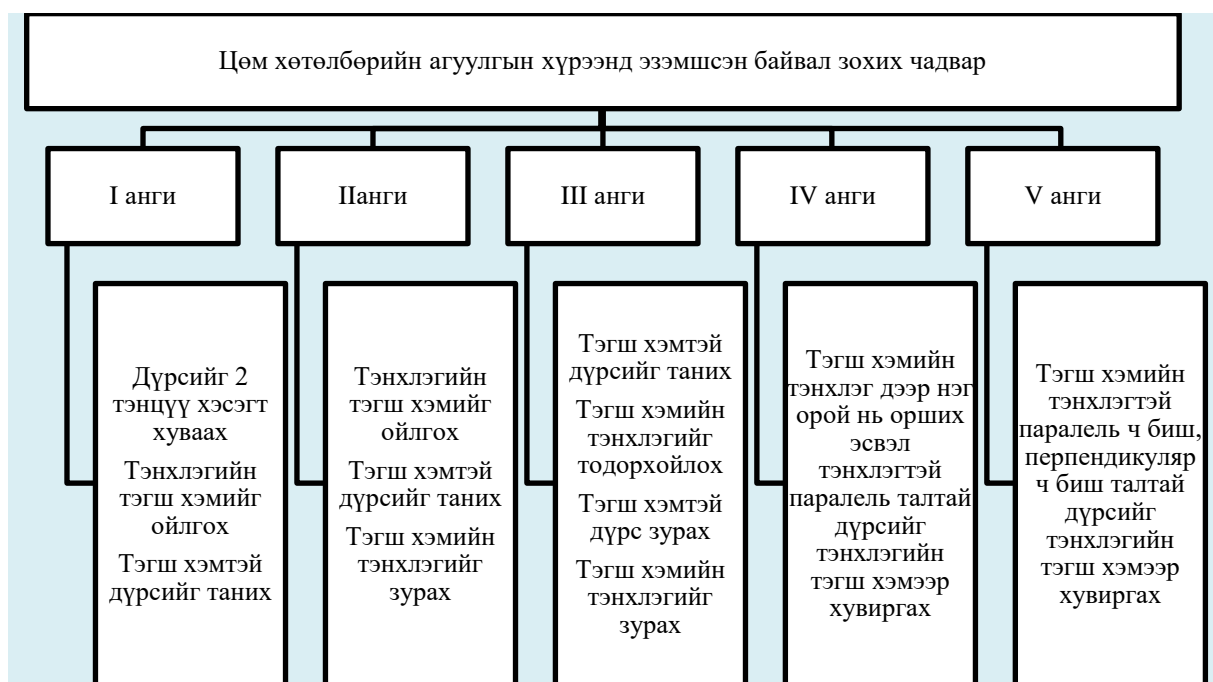 Цөм хөтөлбөрийн агуулгын хүрээнд эзэмшсэн байвал зохих чадвар
I анги
IIанги
III анги
IV анги
V анги
Дүрсийг 2
тэнцүү хэсэгт
хуваах
Тэнхлэгийн
тэгш хэмийг
ойлгох
Тэгш хэмтэй
дүрсийг таних
Тэнхлэгийн
тэгш хэмийг
ойлгох
Тэгш хэмтэй
дүрсийг таних
Тэгш хэмийн
тэнхлэгийг
зурах
Тэгш хэмтэй
дүрсийг таних
Тэгш хэмийн
тэнхлэгийг
тодорхойлох
Тэгш хэмтэй
дүрс зурах
Тэгш хэмийн
тэнхлэгийг
зурах
Тэгш хэмийн
тэнхлэг дээр нэг
орой нь орших
эсвэл
тэнхлэгтэй
паралель талтай
дүрсийг
тэнхлэгийн
тэгш хэмээр
хувиргах
Тэгш хэмийн
тэнхлэгтэй
паралель ч биш,
перпендикуляр
ч биш талтай
дүрсийг
тэнхлэгийн
тэгш хэмээр
хувиргах